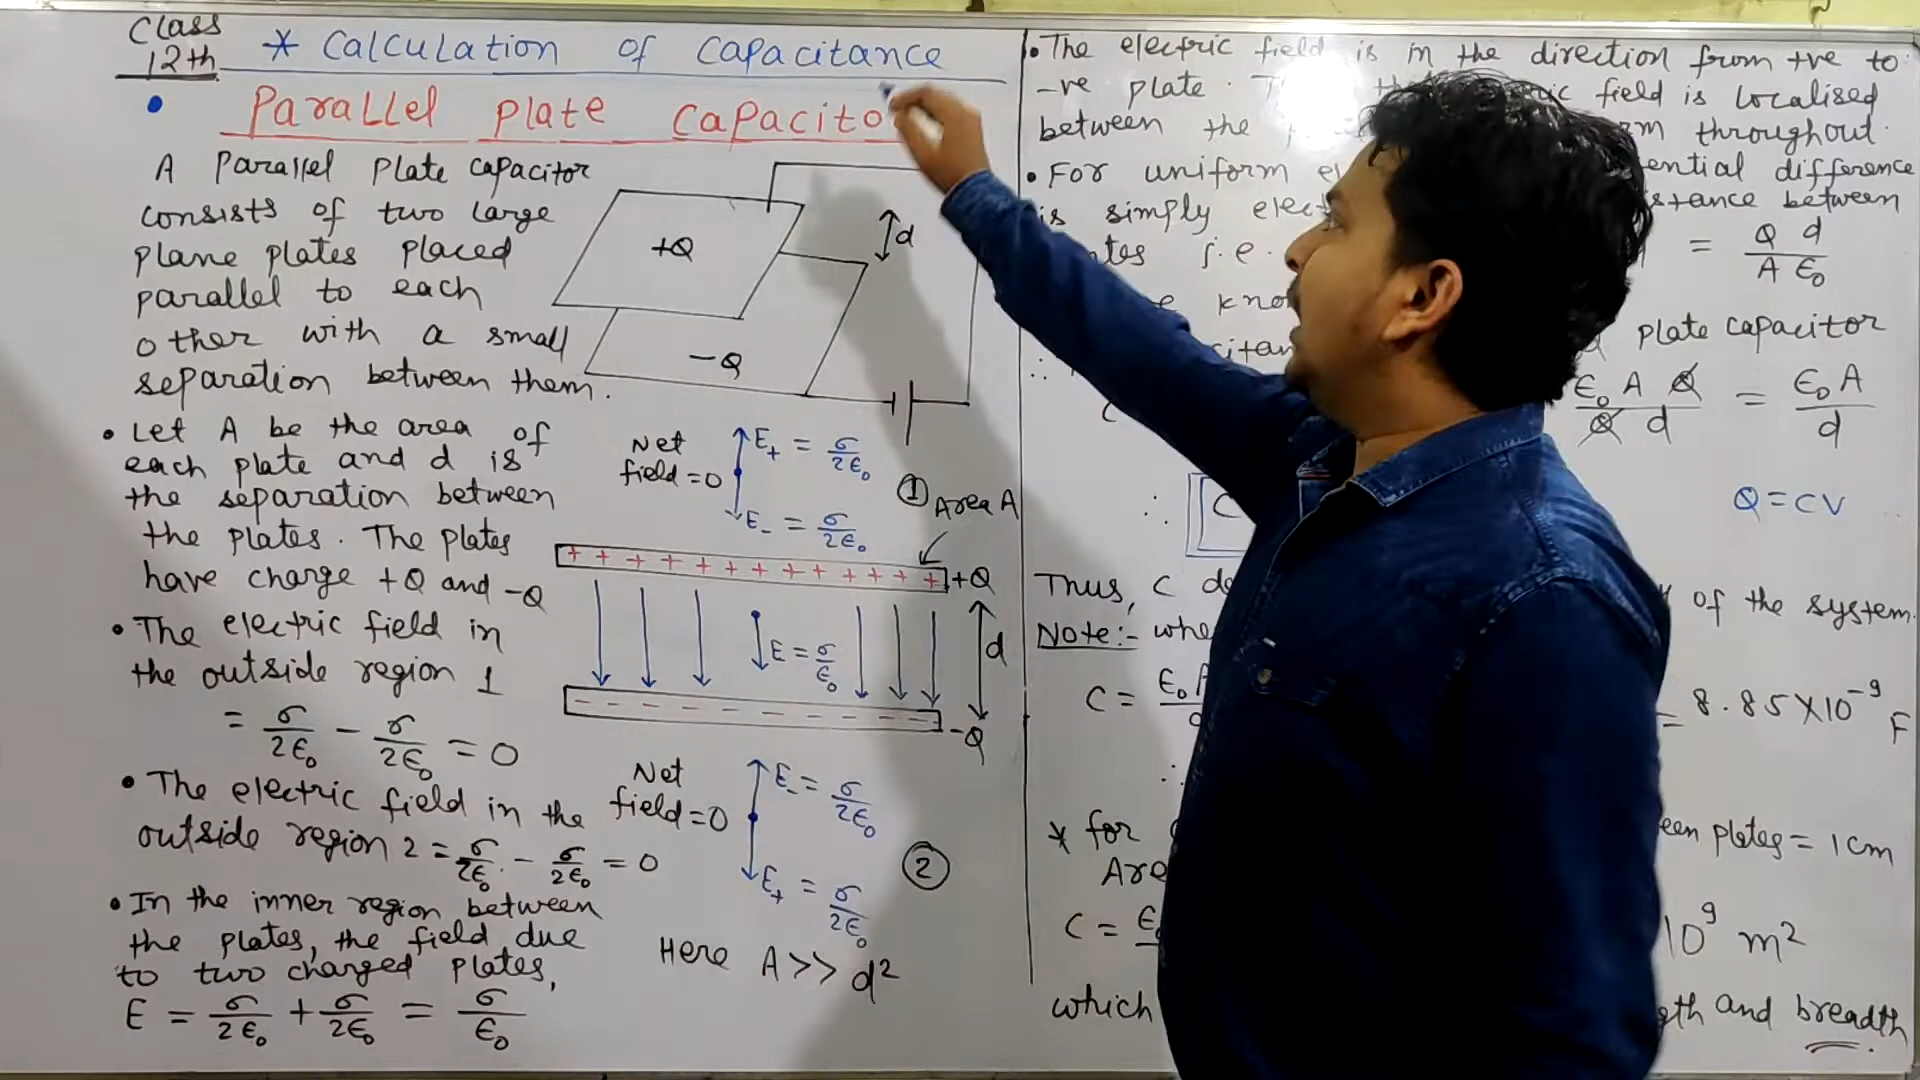 Class
12th
* Calculation of capacitance
• Parallel plate capacito
A parallel plate capacitor
consists of two large
plane plates placed
parallel to each
other with a small
separation between them.
+Q
-Q
d
• Let A be the area of
each plate and d is
the separation between
the plates. The plates
have charge +Q and -Q
• The electric field in
the outside region 1
= σ/2ϵ₀ - σ/2ϵ₀ = 0
• The electric field in the
outside region 2 = σ/2ϵ₀ - σ/2ϵ₀ = 0
• In the inner region between
the plates, the field due
to two charged plates,
E = σ/2ϵ₀ + σ/2ϵ₀ = σ/ϵ₀
Net
field = 0
E₊ = σ/2ϵ₀
E₋ = σ/2ϵ₀
① Area A
+ + + + + + + + + + + + +
+Q
E = σ/ϵ₀
d
- - - - - - - - - -
-Q
Net
field = 0
E₋ = σ/2ϵ₀
E₊ = σ/2ϵ₀
②
Here A >> d²
• The electric field is in the direction from +ve to
-ve plate. field is localised
between the throughout.
• For uniform difference
is simply between
i.e. = Q d/A ϵ₀
plate capacitor
ϵ₀ A Q/Q d = ϵ₀ A/d
∴ C
Q = CV
Thus, C of the system.
Note:-
C = = 8.85 X 10⁻⁹ F
∴
* for plates = 1 cm
C = 10⁹ m²
which and breadth.